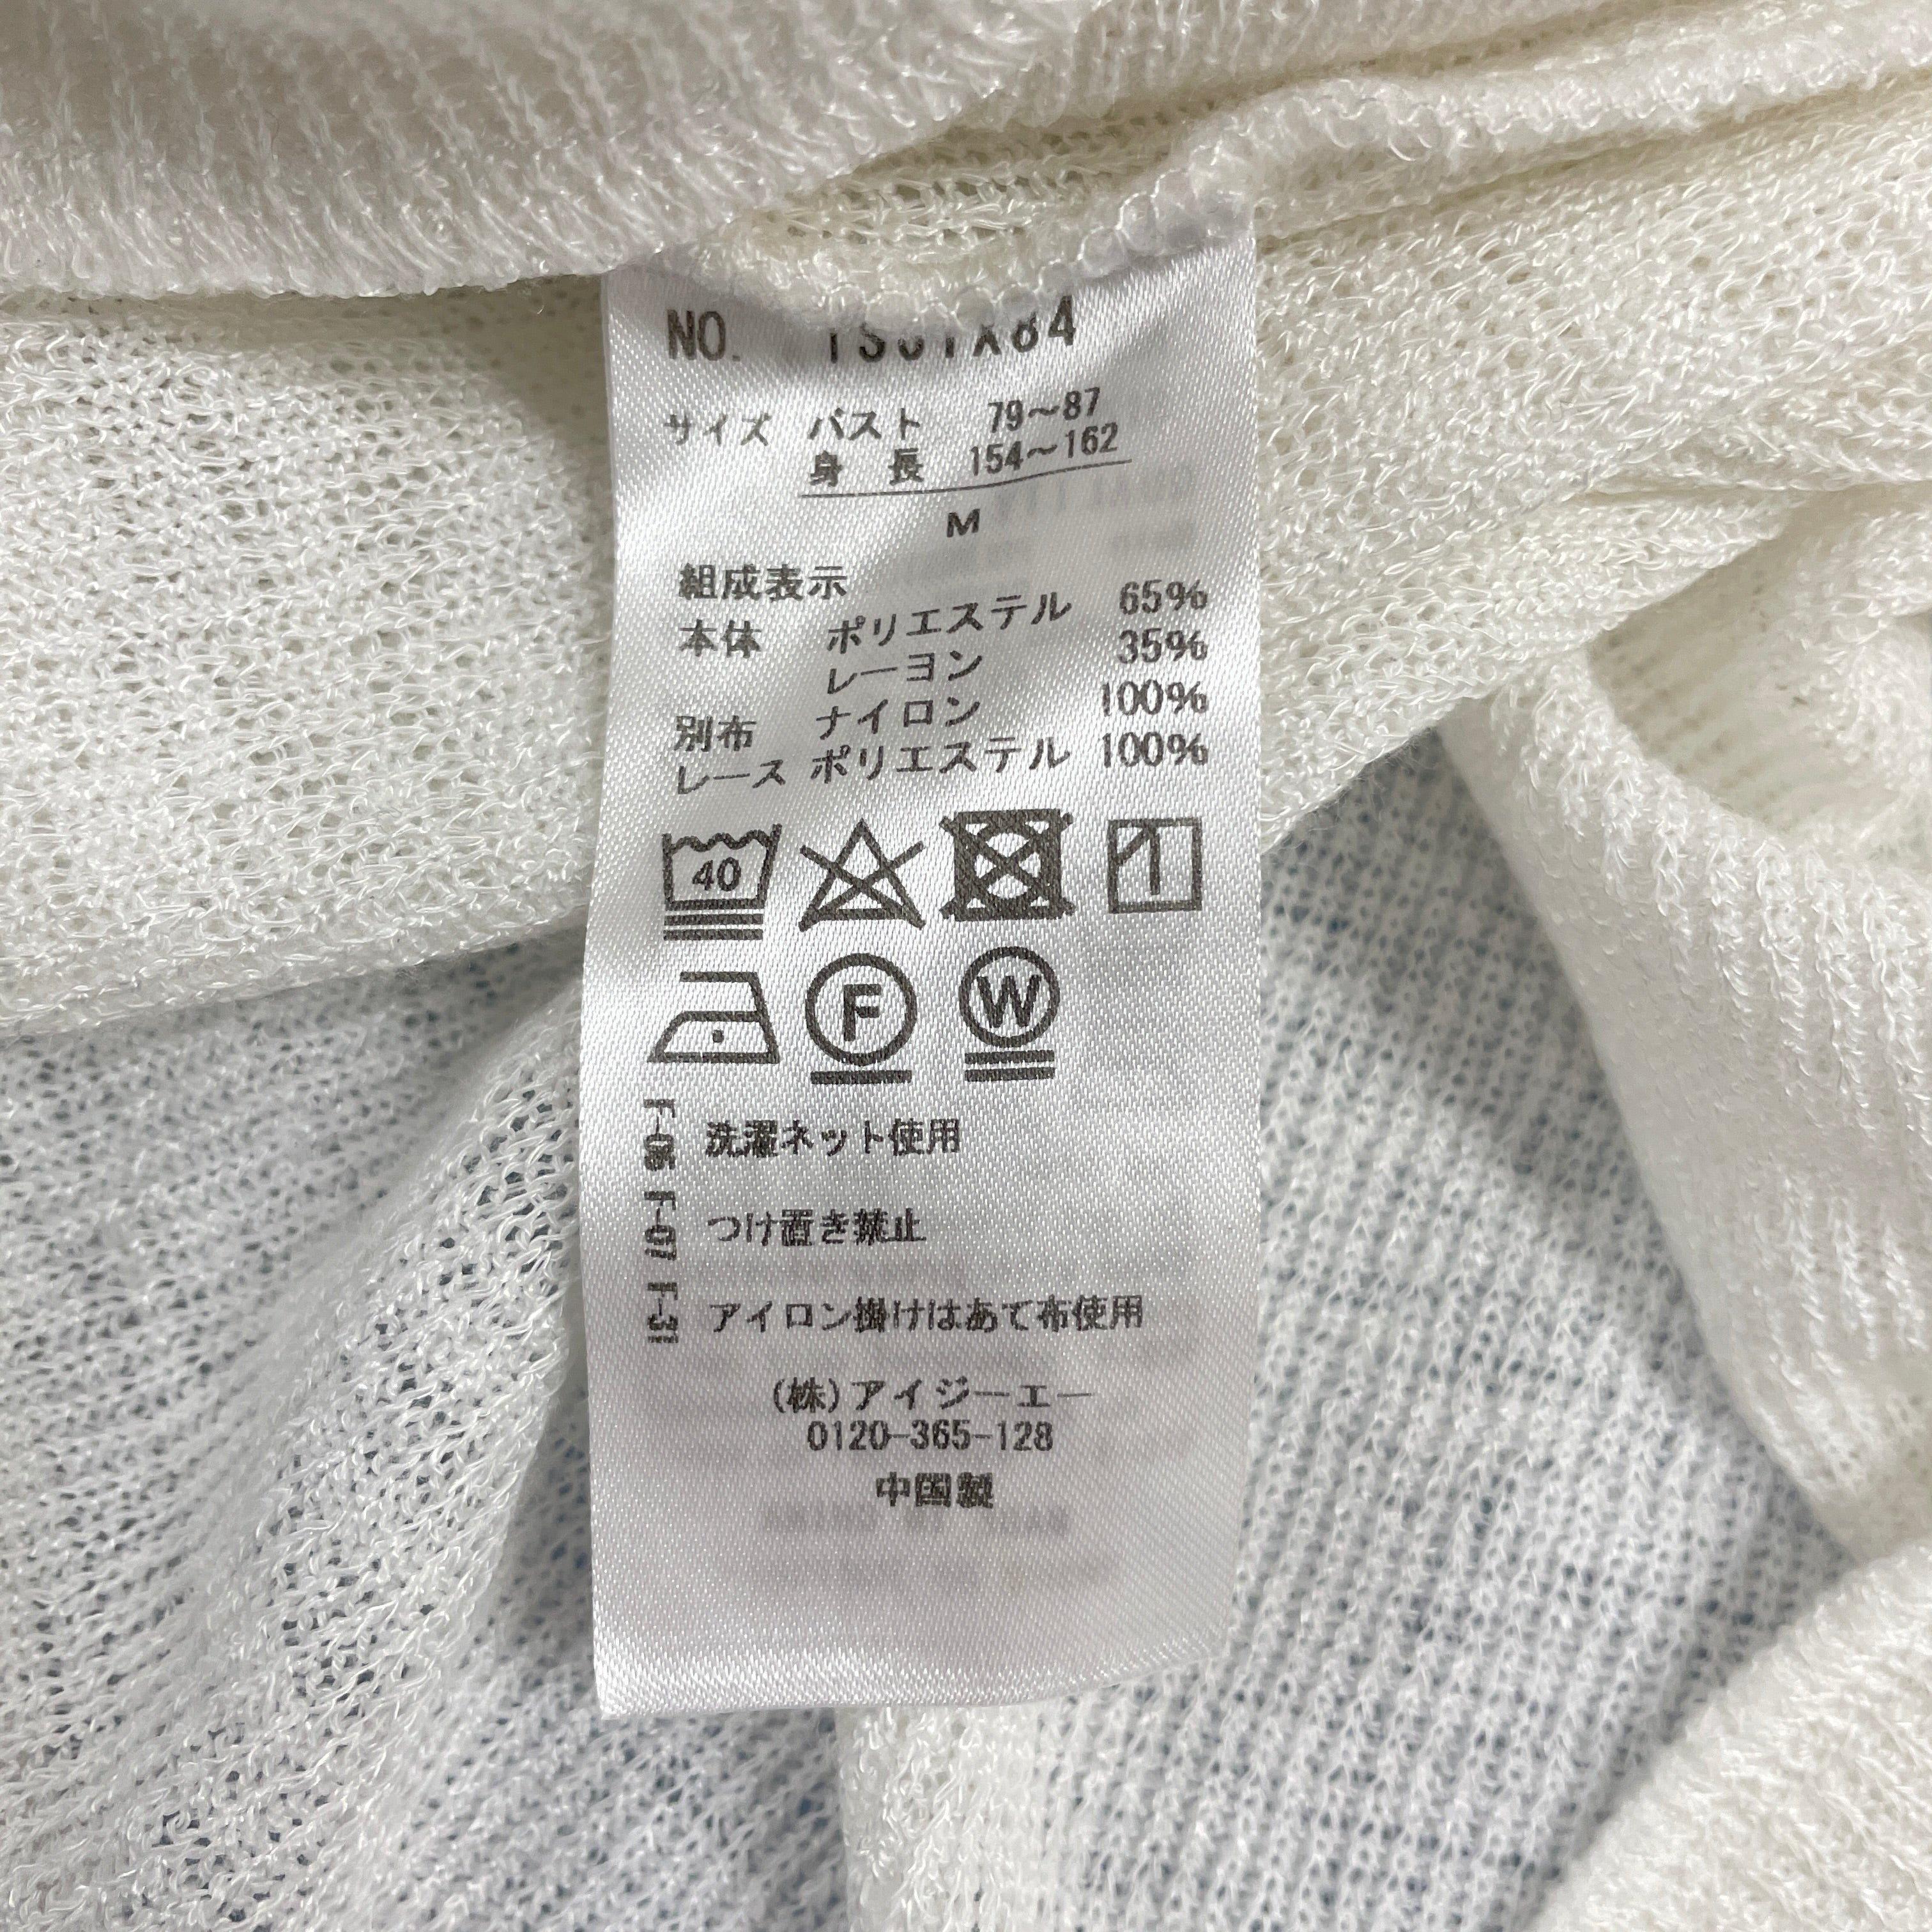 NO.
サイズ バスト 79～87
身 長 154～162
M
組成表示
本体 ポリエステル 65%
レーヨン 35%
別布 ナイロン 100%
レース ポリエステル 100%
40
1
F W
F-06 洗濯ネット使用
F-07 つけ置き禁止
F-31 アイロン掛けはあて布使用
(株)アイジーエー
0120-365-128
中国製